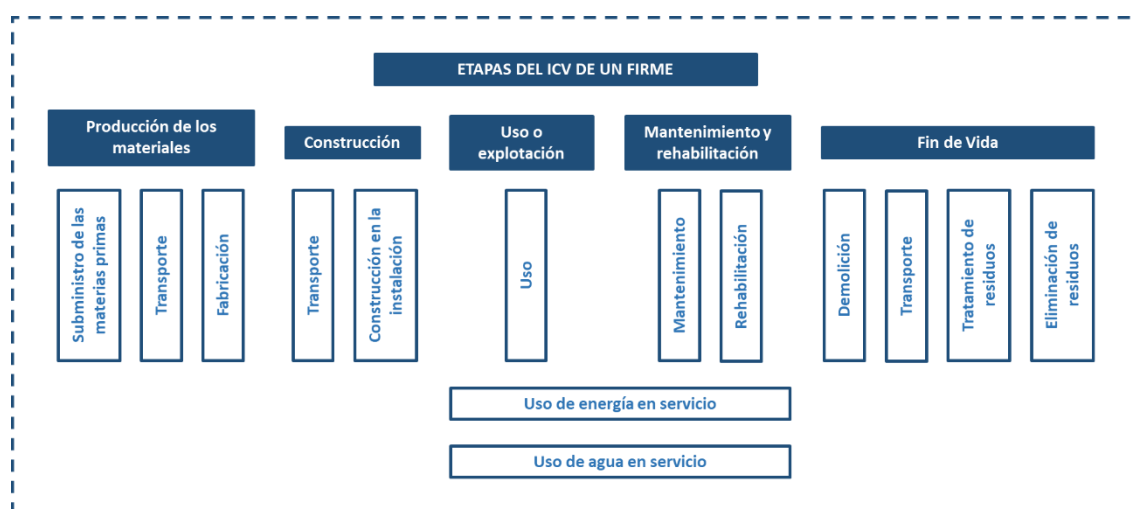 ETAPAS DEL ICV DE UN FIRME
Producción de los
materiales
Construcción
Uso o
explotación
Mantenimiento y
rehabilitación
Fin de Vida
Subministro de las
materias primas
Transporte
Fabricación
Transporte
Construcción en la
instalación
Uso
Mantenimiento
Rehabilitación
Demolición
Transporte
Tratamiento de
residuos
Eliminación de
residuos
Uso de energía en servicio
Uso de agua en servicio